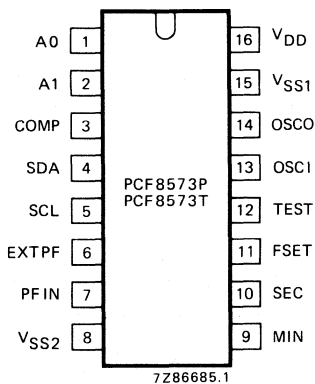 A0 1 16 VDD
A1 2 15 VSS1
COMP 3 14 OSCO
SDA 4 13 OSCI
PCF8573P
PCF8573T
SCL 5 12 TEST
EXTPF 6 11 FSET
PFIN 7 10 SEC
VSS2 8 9 MIN
7Z86685.1